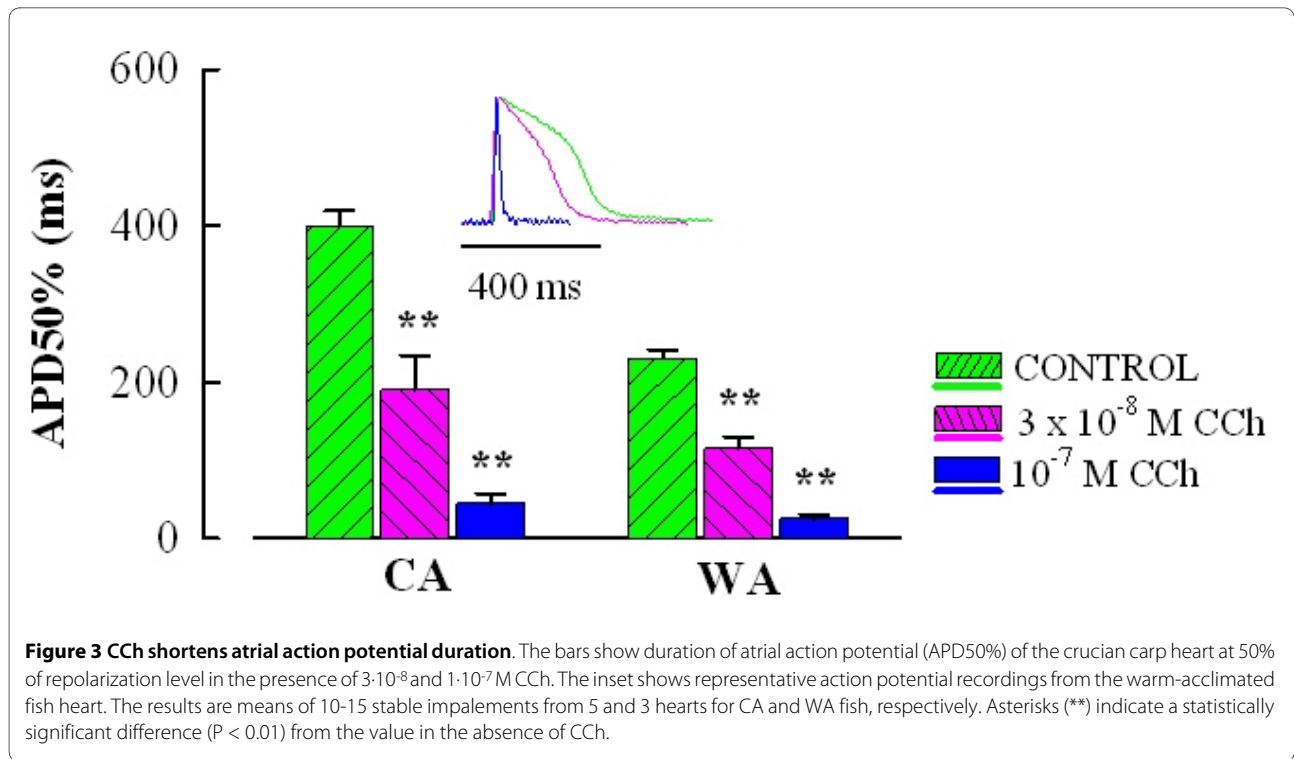 600
400
200
0
APD50% (ms)
400 ms
**
**
**
**
CA
WA
CONTROL
3 x 10⁻⁸ M CCh
10⁻⁷ M CCh
Figure 3 CCh shortens atrial action potential duration. The bars show duration of atrial action potential (APD50%) of the crucian carp heart at 50%
of repolarization level in the presence of 3·10⁻⁸ and 1·10⁻⁷ M CCh. The inset shows representative action potential recordings from the warm-acclimated
fish heart. The results are means of 10-15 stable impalements from 5 and 3 hearts for CA and WA fish, respectively. Asterisks (**) indicate a statistically
significant difference (P < 0.01) from the value in the absence of CCh.